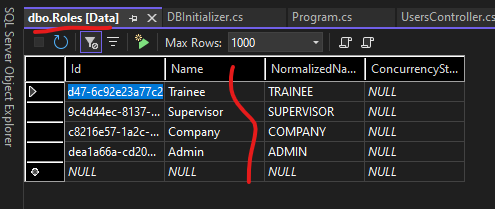 dbo.Roles [Data] DBInitializer.cs Program.cs UsersController.cs
SQL Server Object Explorer
Max Rows: 1000
Id Name NormalizedNa... ConcurrencySt...
d47-6c92e23a77c2 Trainee TRAINEE NULL
9c4d44ec-8137-... Supervisor SUPERVISOR NULL
c8216e57-1a2c-... Company COMPANY NULL
dea1a66a-cd20... Admin ADMIN NULL
NULL NULL NULL NULL